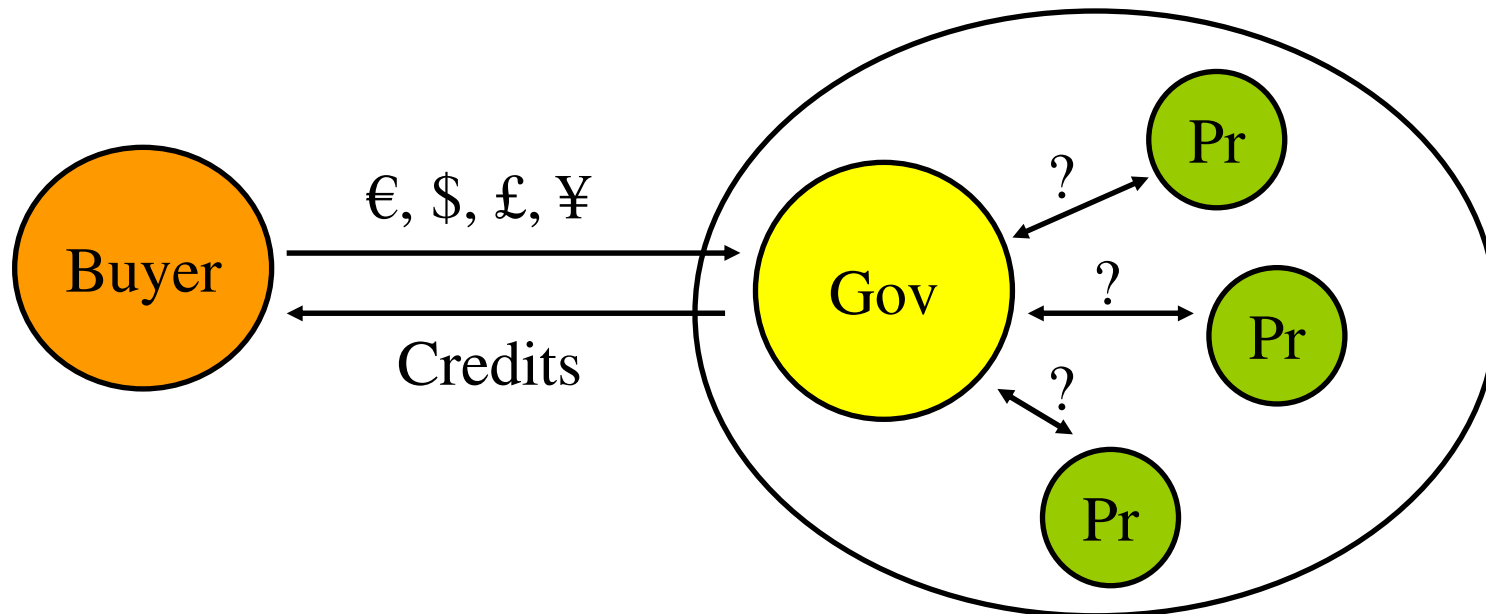 €, $, £, ¥
Buyer
Credits
Gov
?
Pr
?
Pr
?
Pr